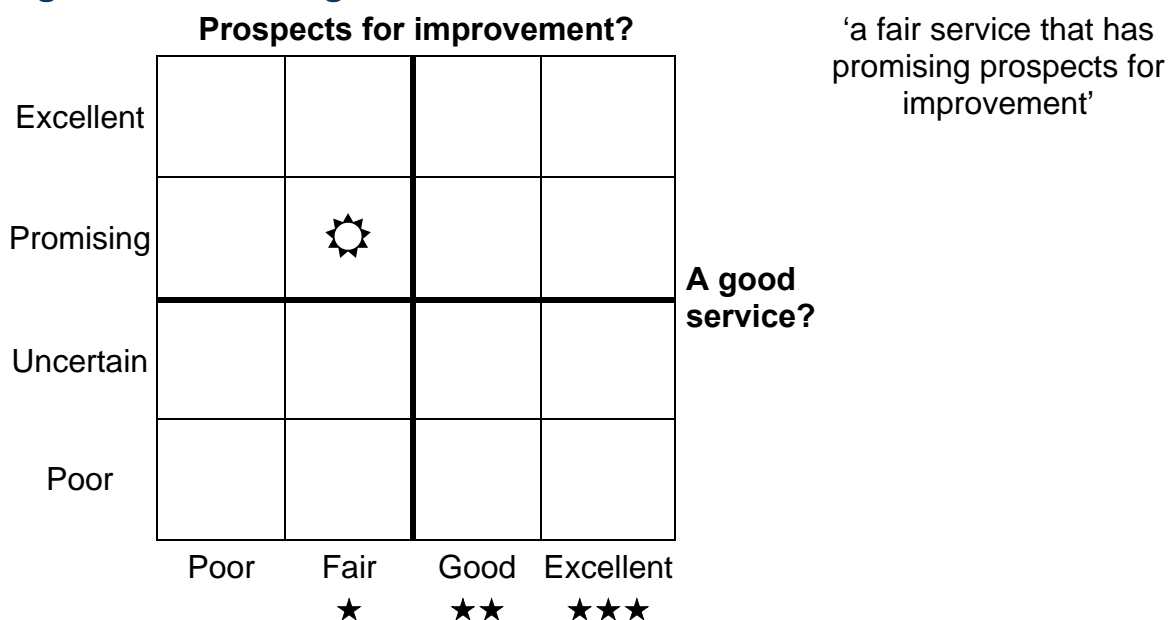 Prospects for improvement?
‘a fair service that has
promising prospects for
improvement’
Excellent
Promising
A good
service?
Uncertain
Poor
Poor Fair Good Excellent
★ ★★ ★★★